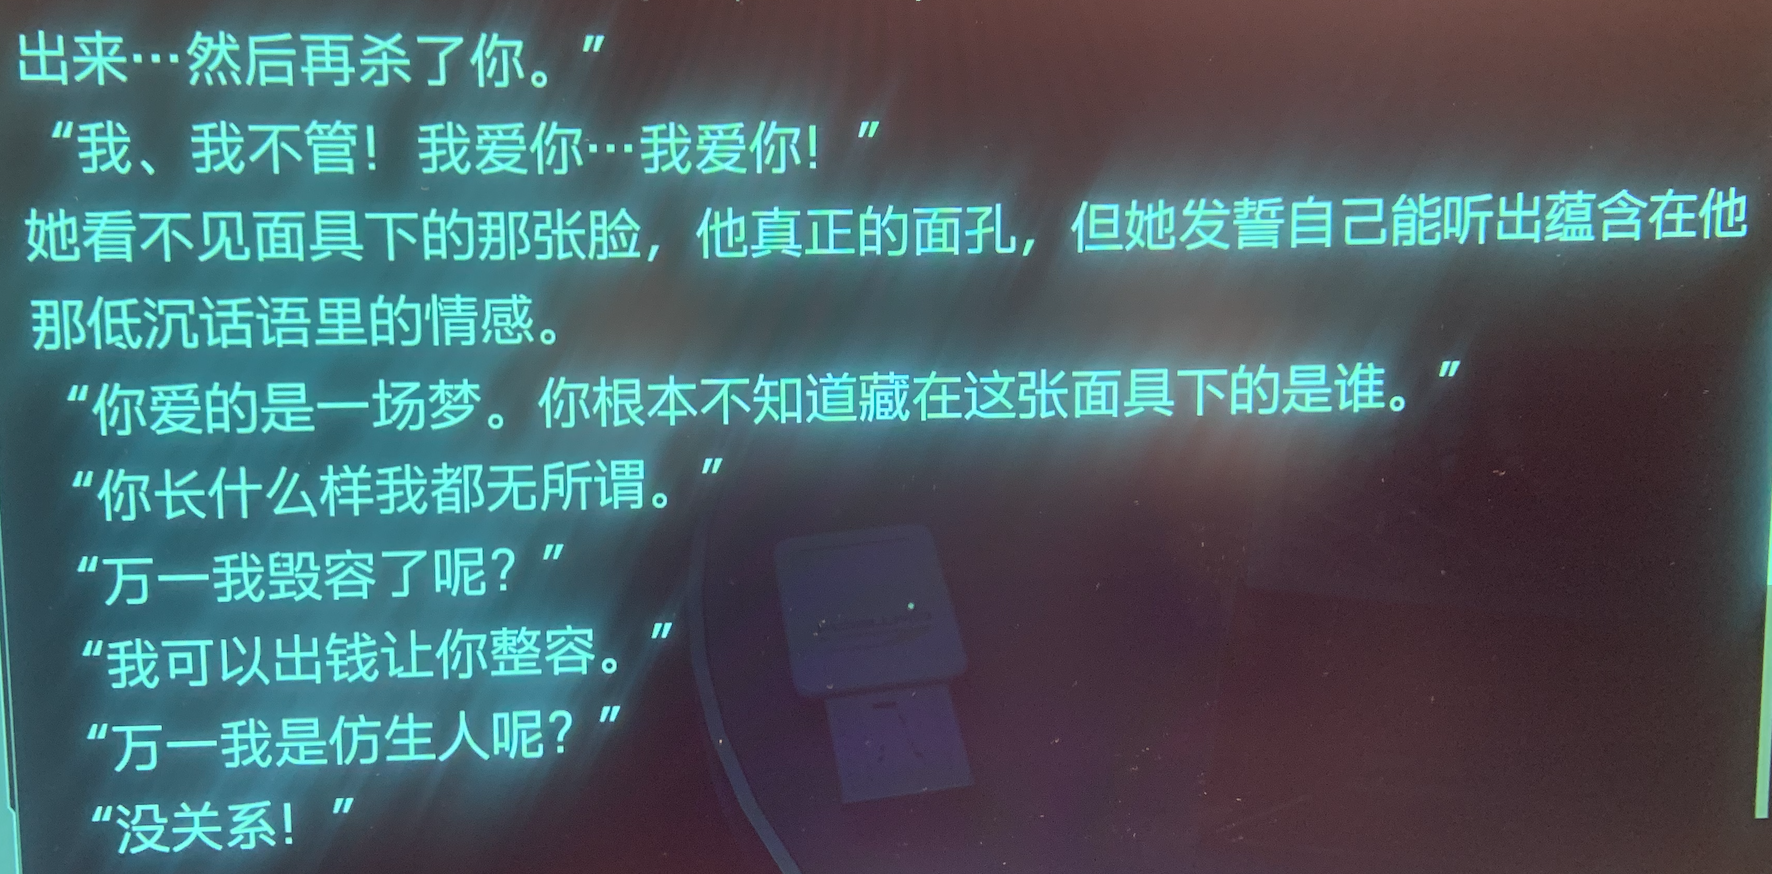 出来…然后再杀了你。”
“我、我不管！我爱你…我爱你！”
她看不见面具下的那张脸，他真正的面孔，但她发誓自己能听出蕴含在他
那低沉话语里的情感。
“你爱的是一场梦。你根本不知道藏在这张面具下的是谁。”
“你长什么样我都无所谓。”
“万一我毁容了呢？”
“我可以出钱让你整容。”
“万一我是仿生人呢？”
“没关系！”